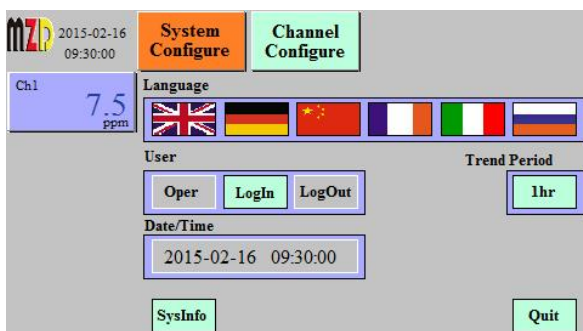 mzD 2015-02-16
09:30:00
System
Configure
Channel
Configure
Ch1
7.5
ppm
Language
User
Trend Period
Oper
LogIn
LogOut
1hr
Date/Time
2015-02-16 09:30:00
SysInfo
Quit